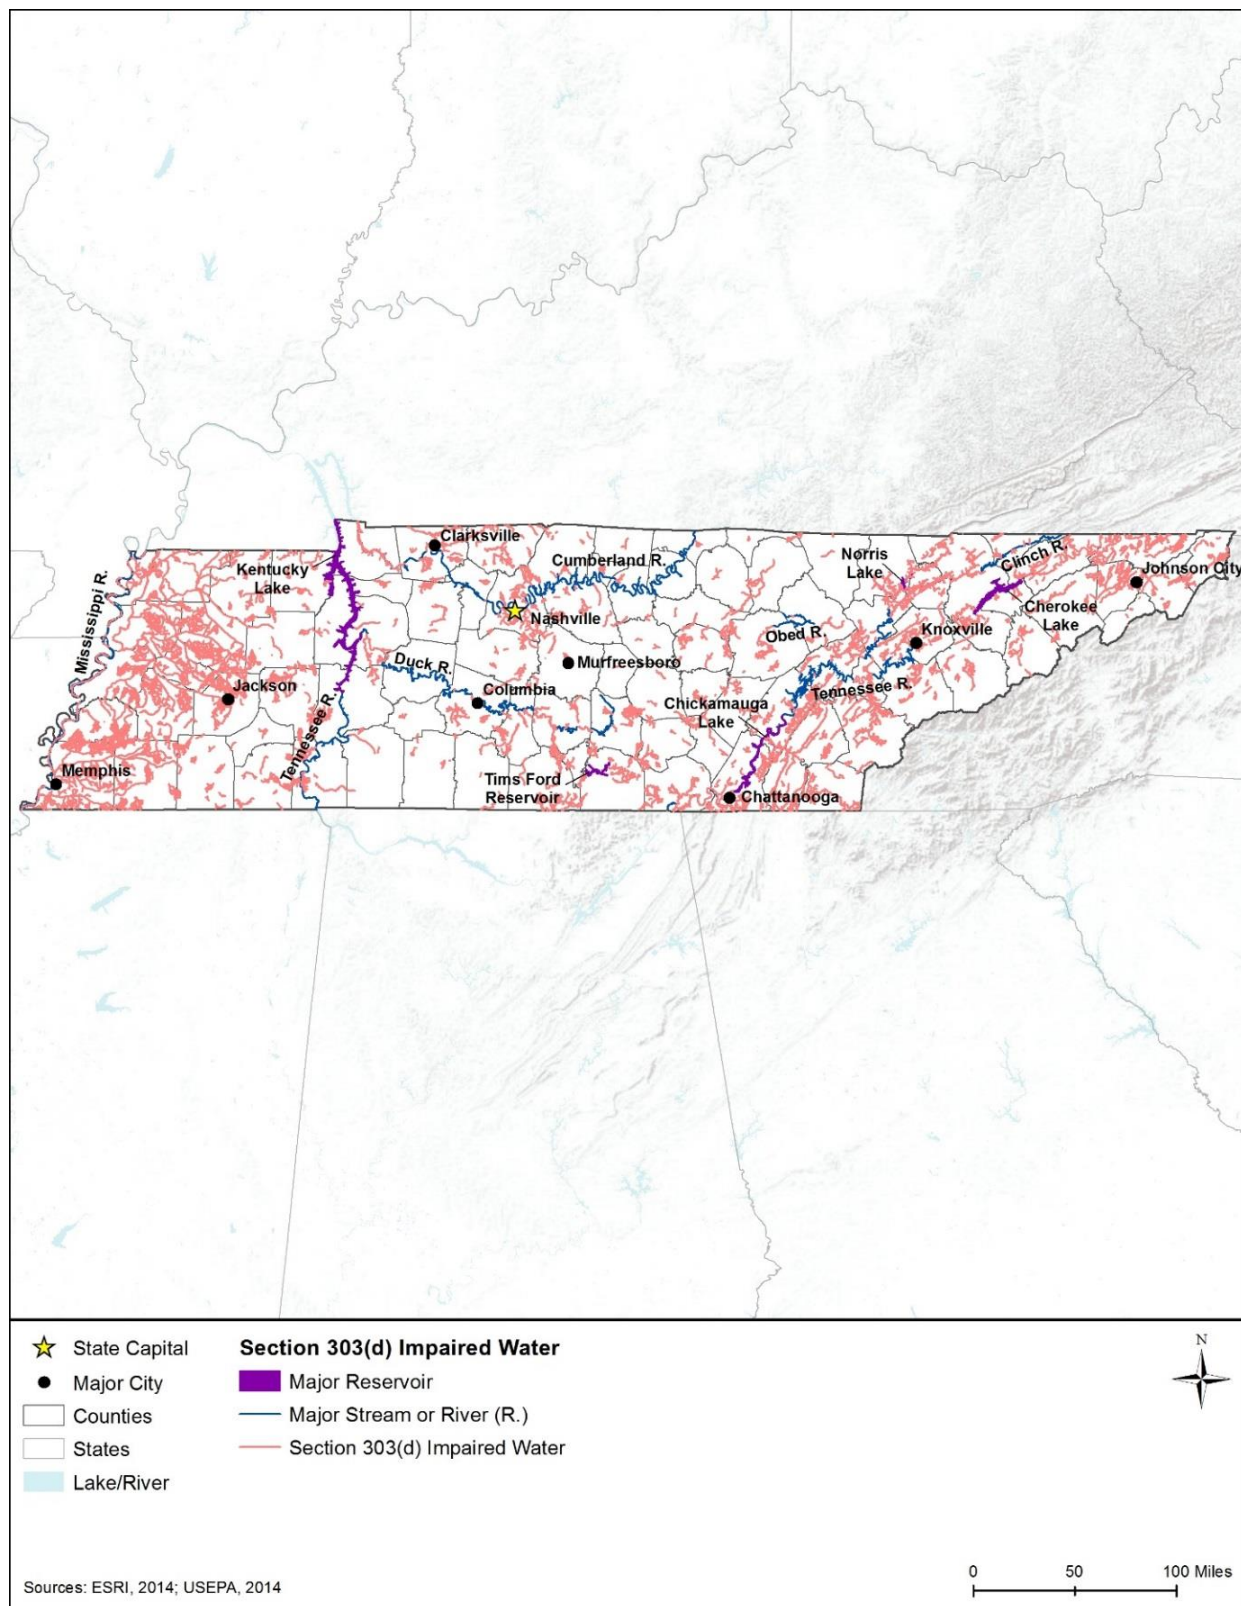 Clarksville
Cumberland R.
Kentucky
Lake
Mississippi R.
Norris
Lake
Clinch R.
Johnson City
Cherokee
Lake
Nashville
Obed R.
Knoxville
Duck R.
Murfreesboro
Jackson
Columbia
Tennessee R.
Tennessee R.
Chickamauga
Lake
Memphis
Tims Ford
Reservoir
Chattanooga
State Capital
Major City
Counties
States
Lake/River
Section 303(d) Impaired Water
Major Reservoir
Major Stream or River (R.)
Section 303(d) Impaired Water
N
Sources: ESRI, 2014; USEPA, 2014
0 50 100 Miles